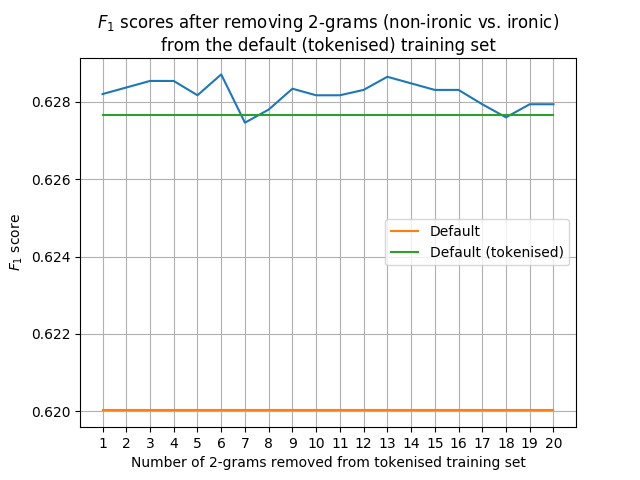 F1 scores after removing 2-grams (non-ironic vs. ironic)
from the default (tokenised) training set
F1 score
0.628
0.626
0.624
0.622
0.620
Default
Default (tokenised)
1 2 3 4 5 6 7 8 9 10 11 12 13 14 15 16 17 18 19 20
Number of 2-grams removed from tokenised training set